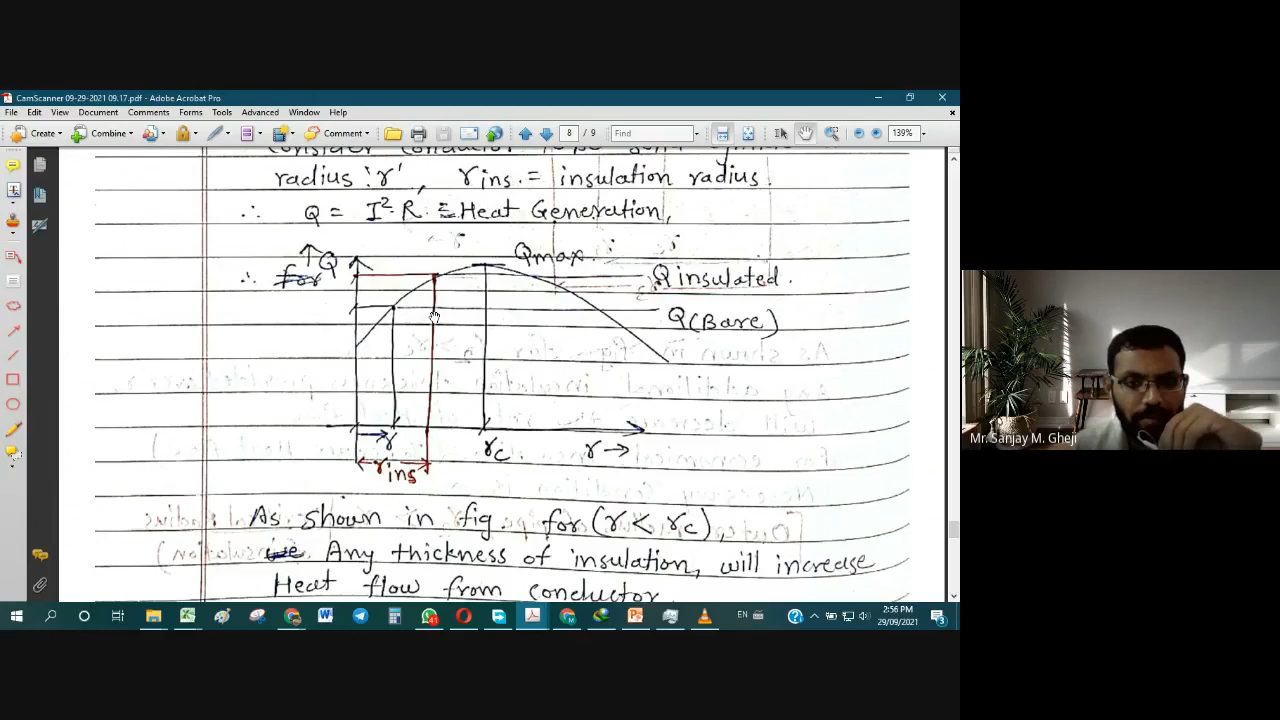 CamScanner 09-29-2021 09.17.pdf - Adobe Acrobat Pro
File Edit View Document Comments Forms Tools Advanced Window Help
Create Combine Comment 8 / 9 Find 139%
radius 'r', rins. = insulation radius.
∴ Q = I². R. = Heat Generation,
↑Q Qmax.
∴ for Q insulated.
Q(Bare)
r rc r →
rins
As shown in fig. for (r < rc),
Any thickness of insulation, will increase
Heat flow from conductor.
Mr. Sanjay M. Gheji
41 EN 2:56 PM
29/09/2021 3